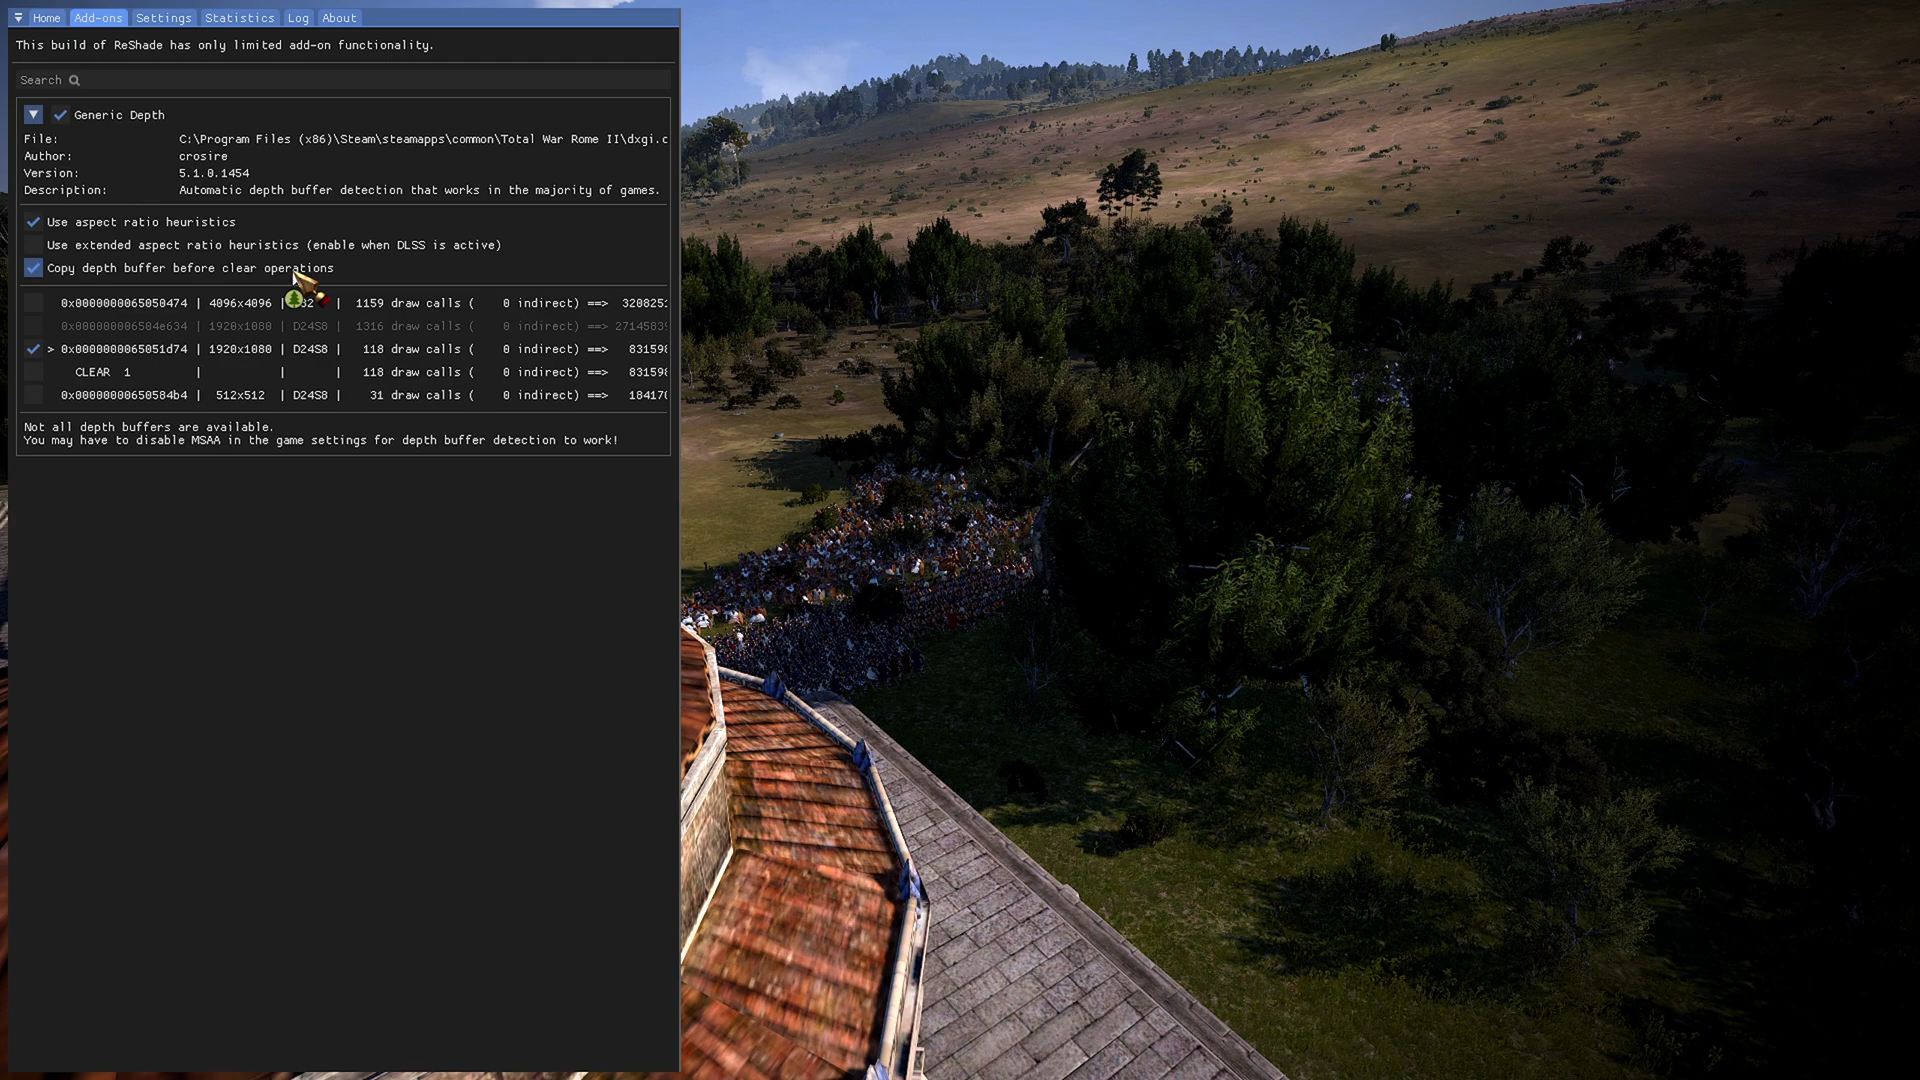 Home Add-ons Settings Statistics Log About
This build of ReShade has only limited add-on functionality.
Search
Generic Depth
File: C:\Program Files (x86)\Steam\steamapps\common\Total War Rome II\dxgi.
Author: crosire
Version: 5.1.0.1454
Description: Automatic depth buffer detection that works in the majority of games.
Use aspect ratio heuristics
Use extended aspect ratio heuristics (enable when DLSS is active)
Copy depth buffer before clear operations
0x0000000065050474 | 4096x4096 | | 1159 draw calls ( 0 indirect) ==> 320825
0x000000006504e634 | 1920x1080 | D24S8 | 1316 draw calls ( 0 indirect) ==> 2714583
> 0x0000000065051d74 | 1920x1080 | D24S8 | 118 draw calls ( 0 indirect) ==> 83159
CLEAR 1 | | | 118 draw calls ( 0 indirect) ==> 83159
0x00000000650584b4 | 512x512 | D24S8 | 31 draw calls ( 0 indirect) ==> 18417
Not all depth buffers are available.
You may have to disable MSAA in the game settings for depth buffer detection to work!